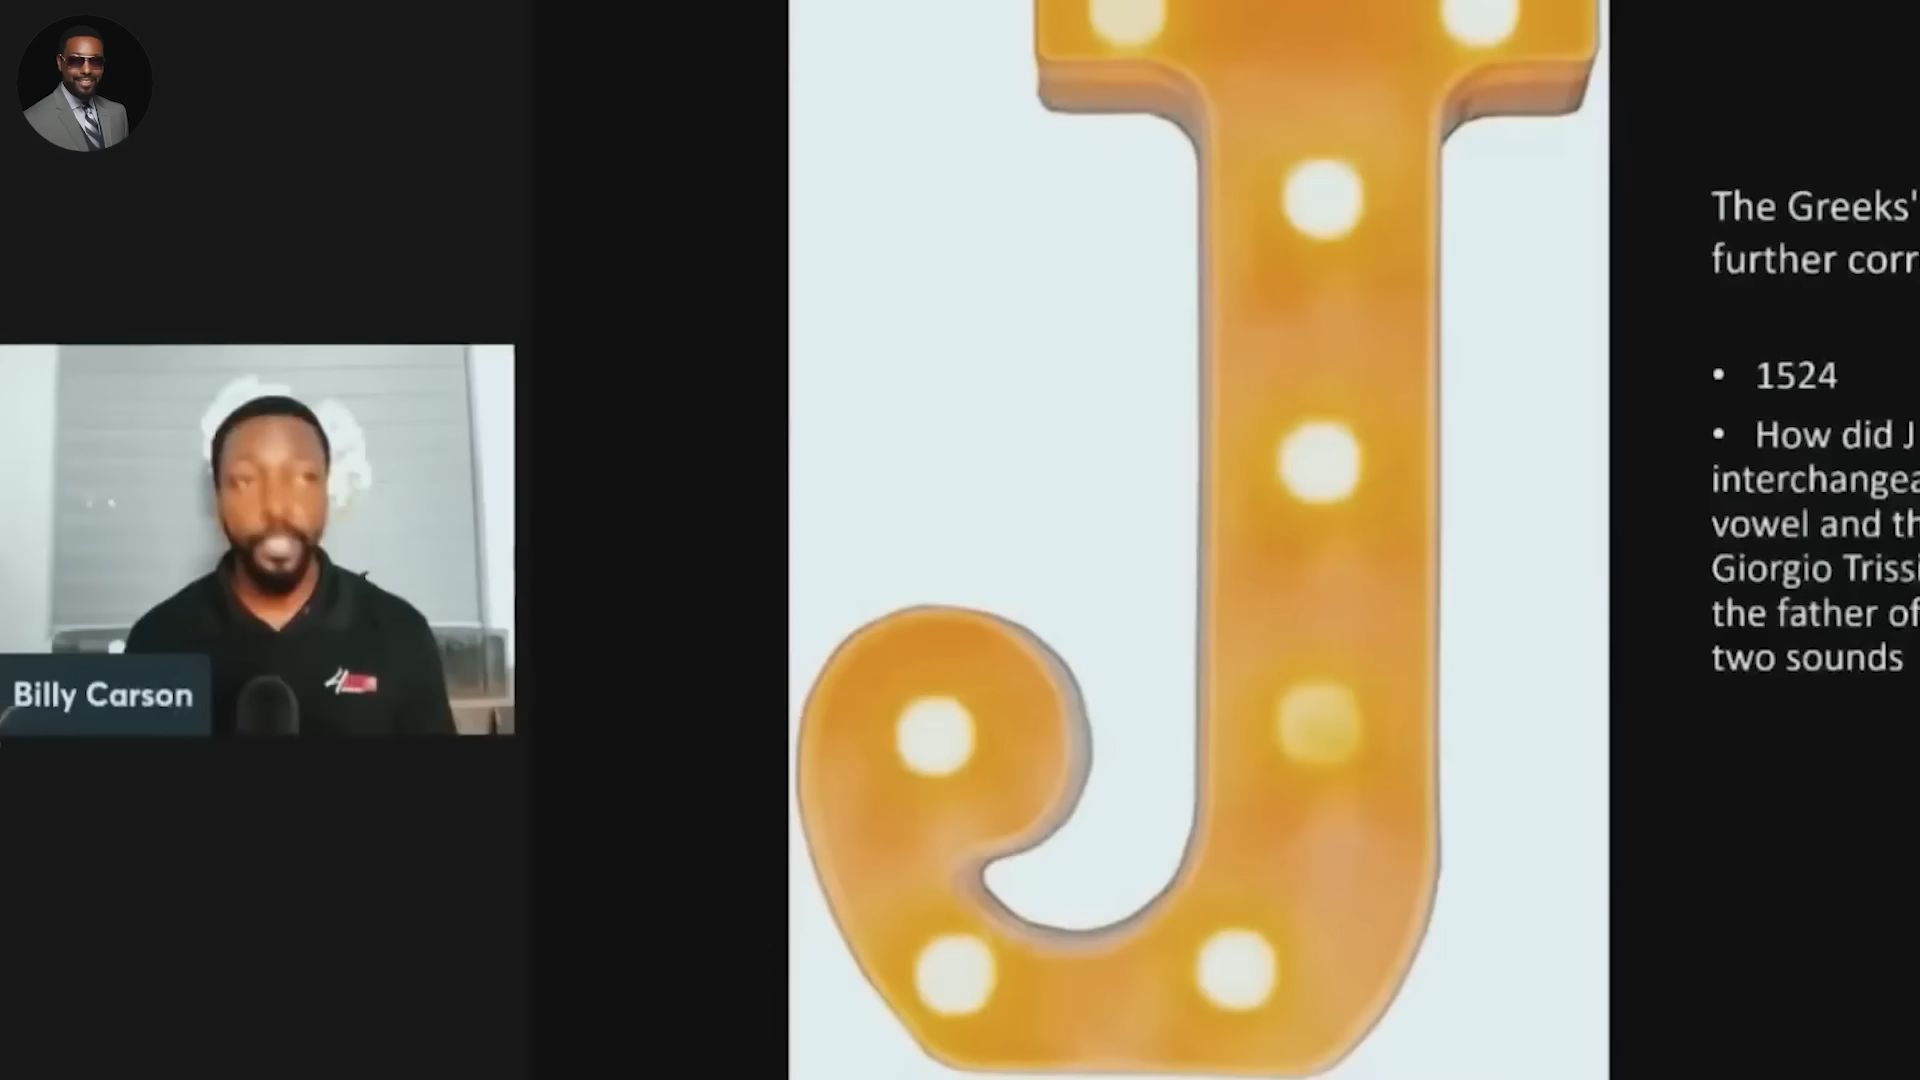 Billy Carson
4
J
The Greeks'
further corr
• 1524
• How did J
interchangea
vowel and th
Giorgio Trissi
the father of
two sounds